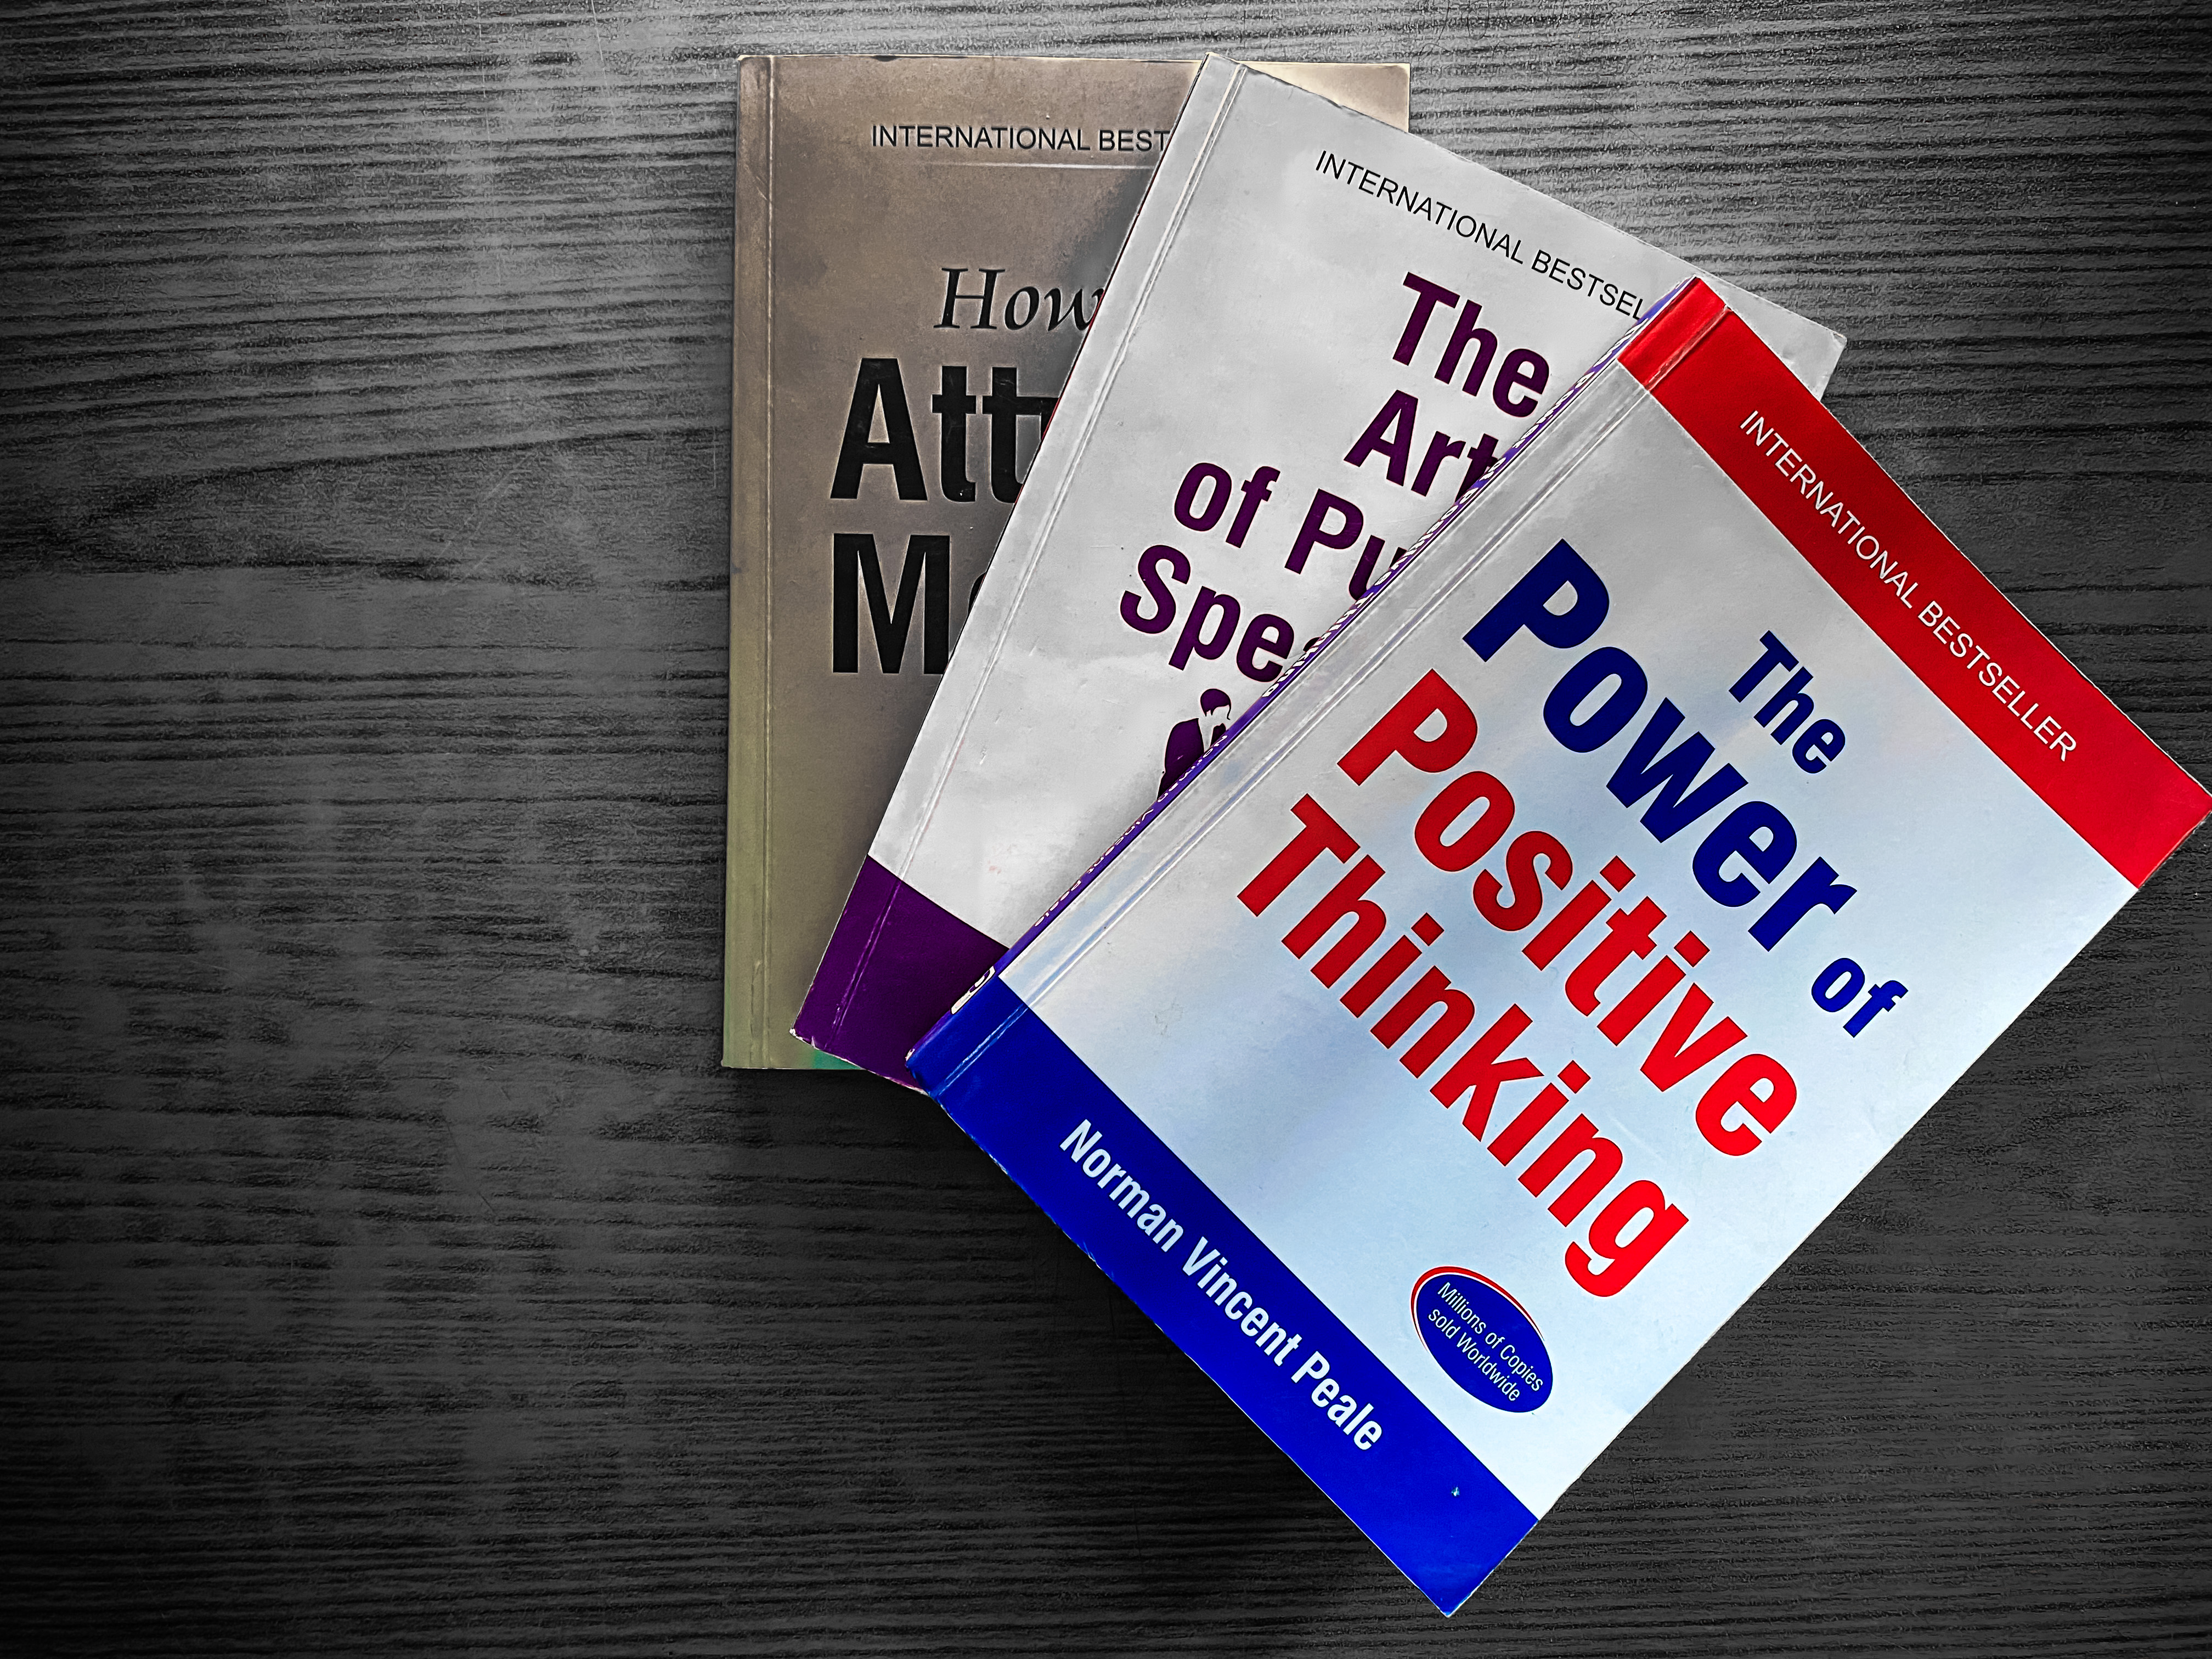 INTERNATIONAL BEST
How
Att
M
INTERNATIONAL BESTSEL
The
Art
of Pu
Spea
INTERNATIONAL BESTSELLER
The
Power of
Positive
Thinking
Millions of Copies
sold Worldwide
Norman Vincent Peale